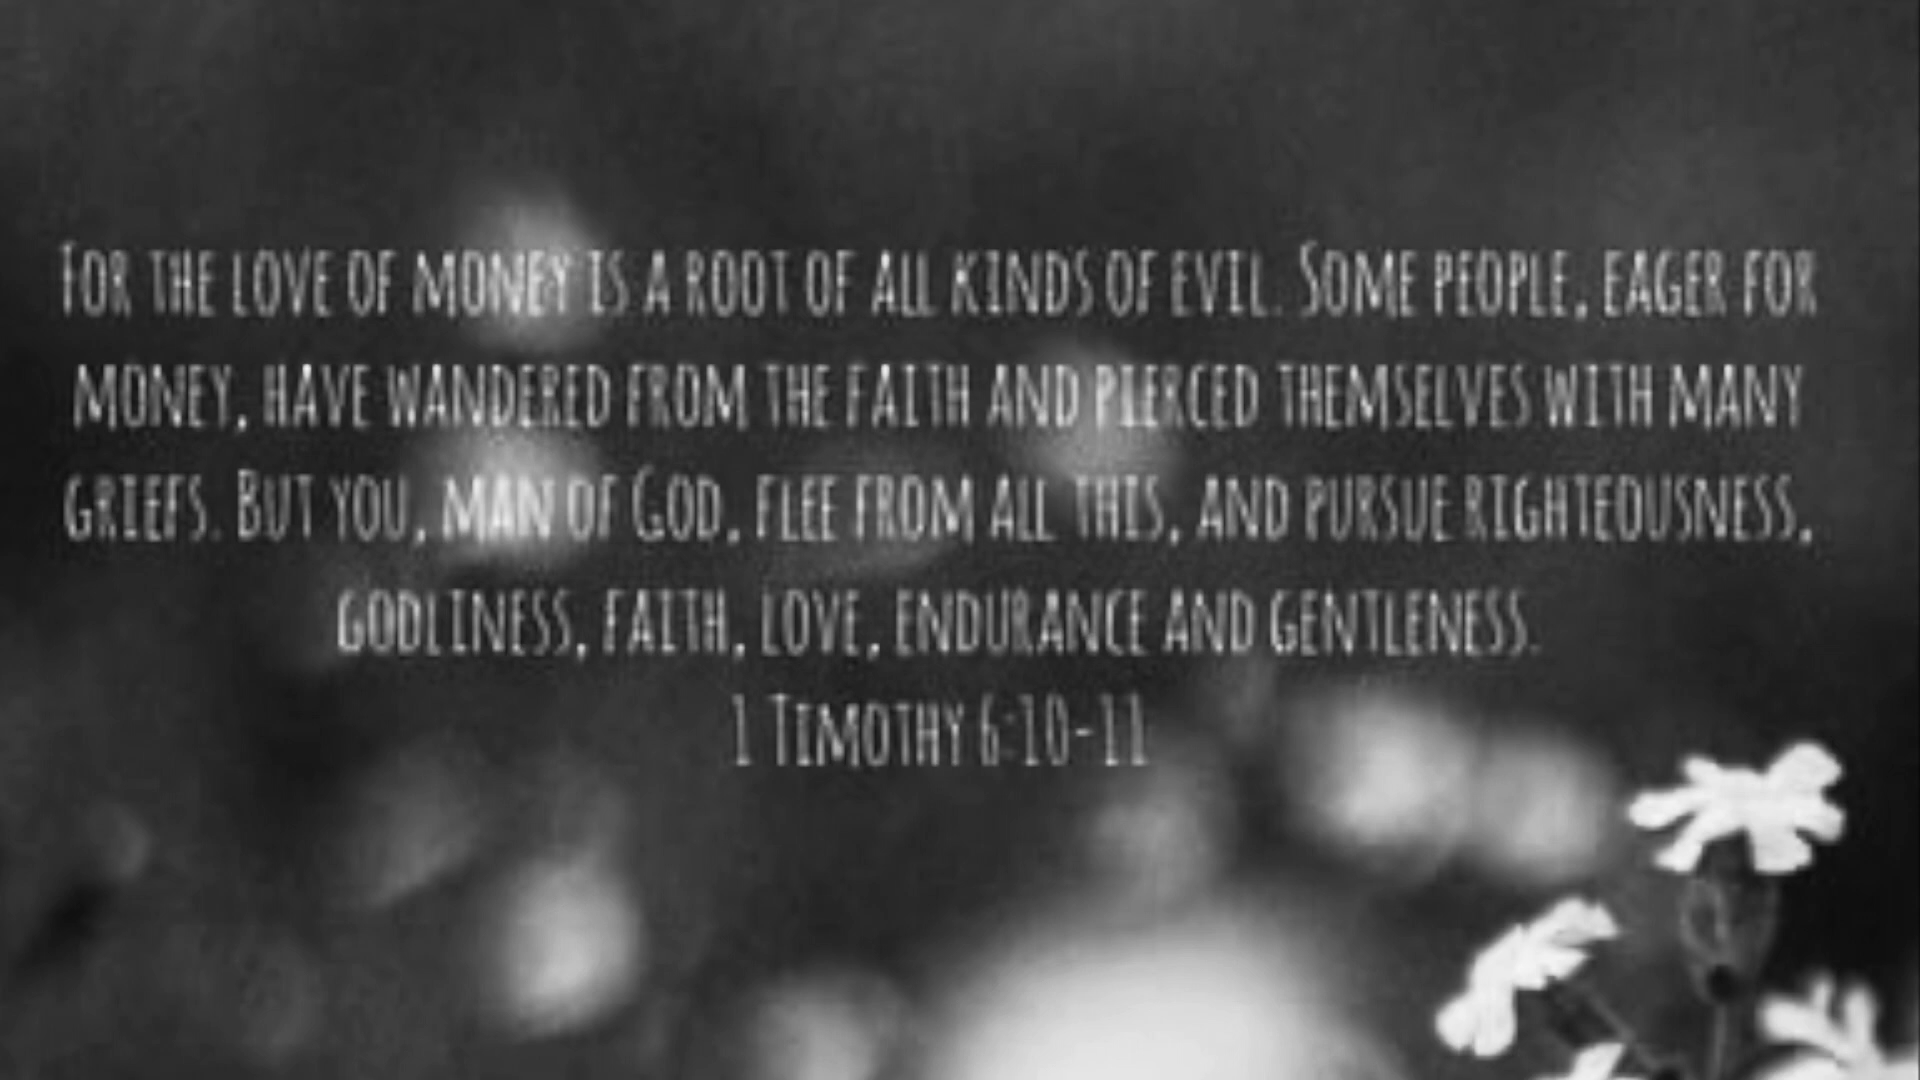 For the love of money is a root of all kinds of evil. Some people, eager for
money, have wandered from the faith and pierced themselves with many
griefs. But you, man of God, flee from all this, and pursue righteousness,
godliness, faith, love, endurance and gentleness.
1 Timothy 6:10-11